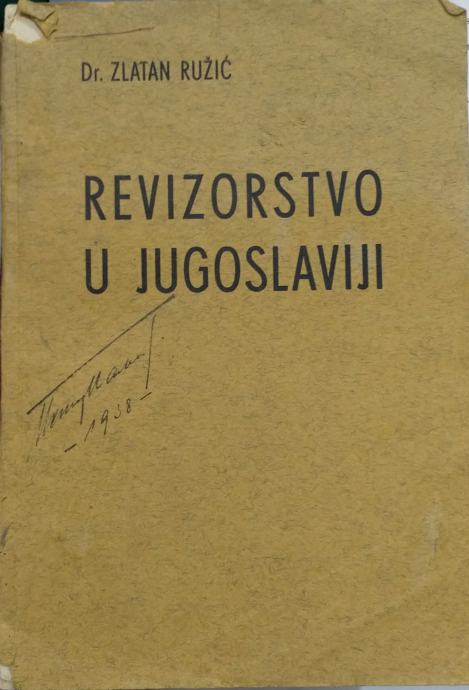 Dr. ZLATAN RUŽIĆ
REVIZORSTVO
U JUGOSLAVIJI
- 1938 -